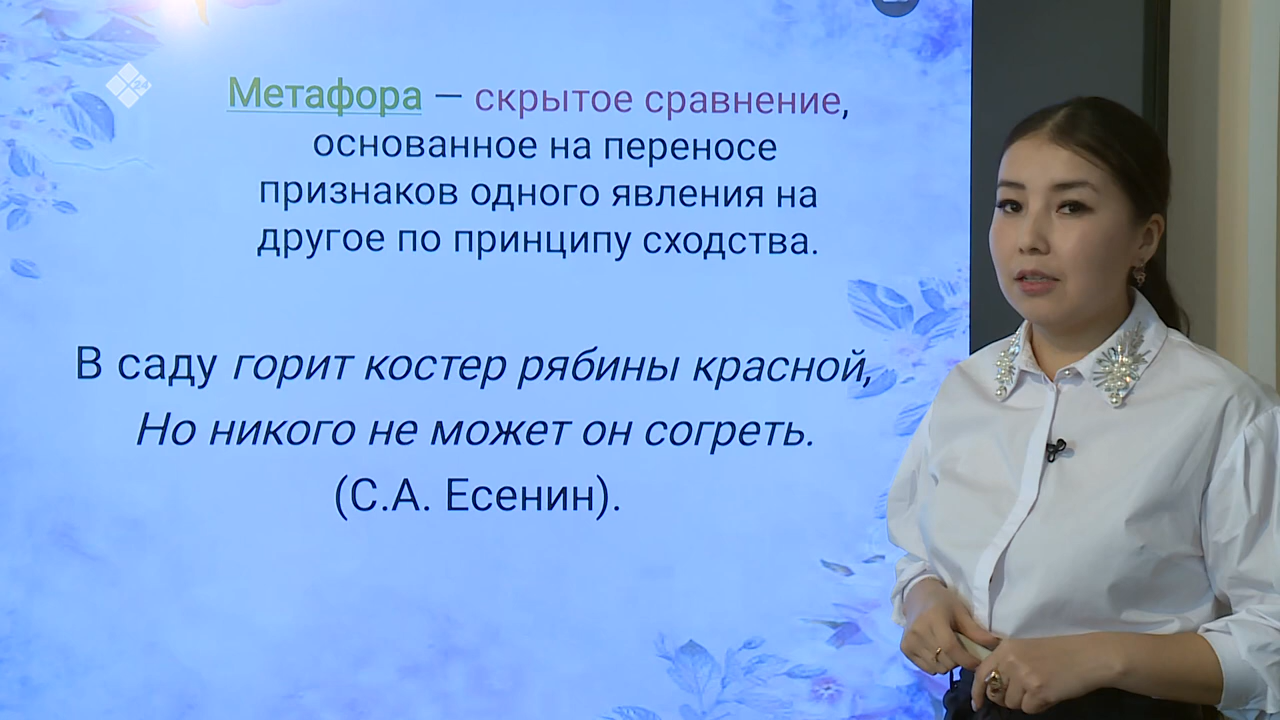 24
Метафора — скрытое сравнение,
основанное на переносе
признаков одного явления на
другое по принципу сходства.
В саду горит костер рябины красной,
Но никого не может он согреть.
(С.А. Есенин).